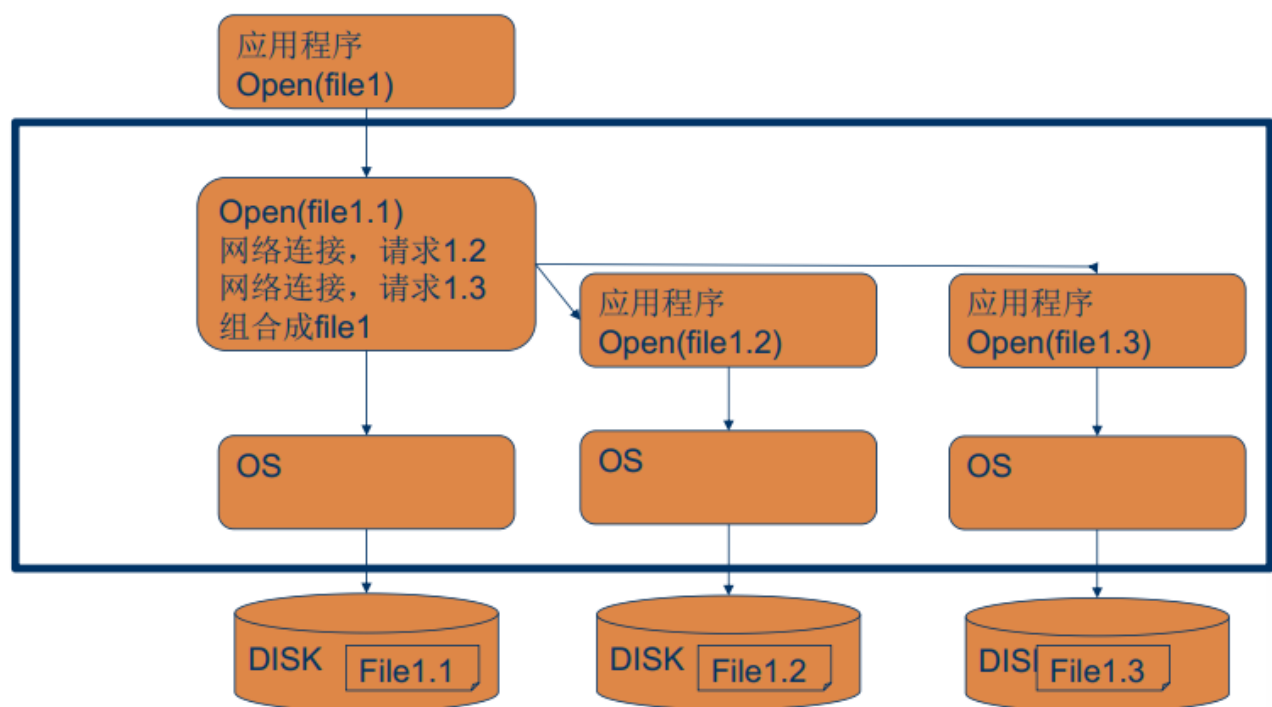 应用程序
Open(file1)
Open(file1.1)
网络连接，请求1.2
网络连接，请求1.3
组合成file1
应用程序
Open(file1.2)
应用程序
Open(file1.3)
OS
OS
OS
DISK
File1.1
DISK
File1.2
DIS
File1.3